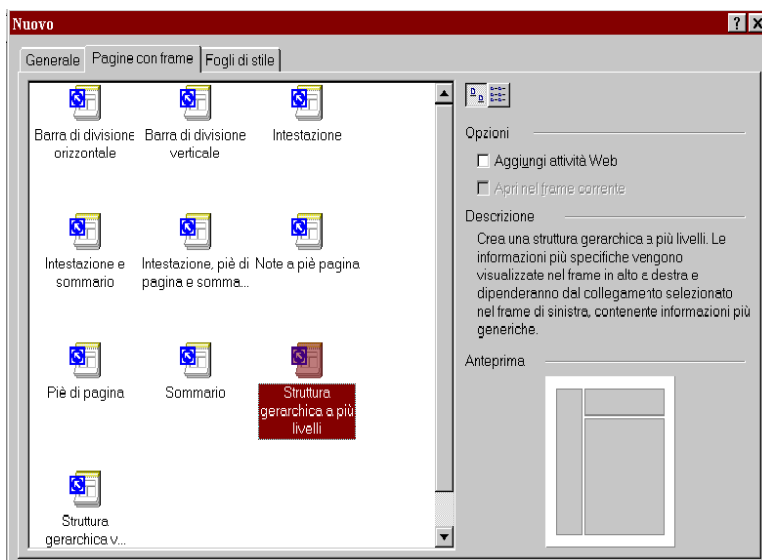 Nuovo
Generale Pagine con frame Fogli di stile
Barra di divisione Barra di divisione Intestazione
orizzontale verticale
Intestazione e Intestazione, piè di Note a piè pagina
sommario pagina e somma...
Piè di pagina Sommario Struttura
gerarchica a più
livelli
Struttura
gerarchica v...
Opzioni
Aggiungi attività Web
Apri nel frame corrente
Descrizione
Crea una struttura gerarchica a più livelli. Le
informazioni più specifiche vengono
visualizzate nel frame in alto a destra e
dipenderanno dal collegamento selezionato
nel frame di sinistra, contenente informazioni più
generiche.
Anteprima